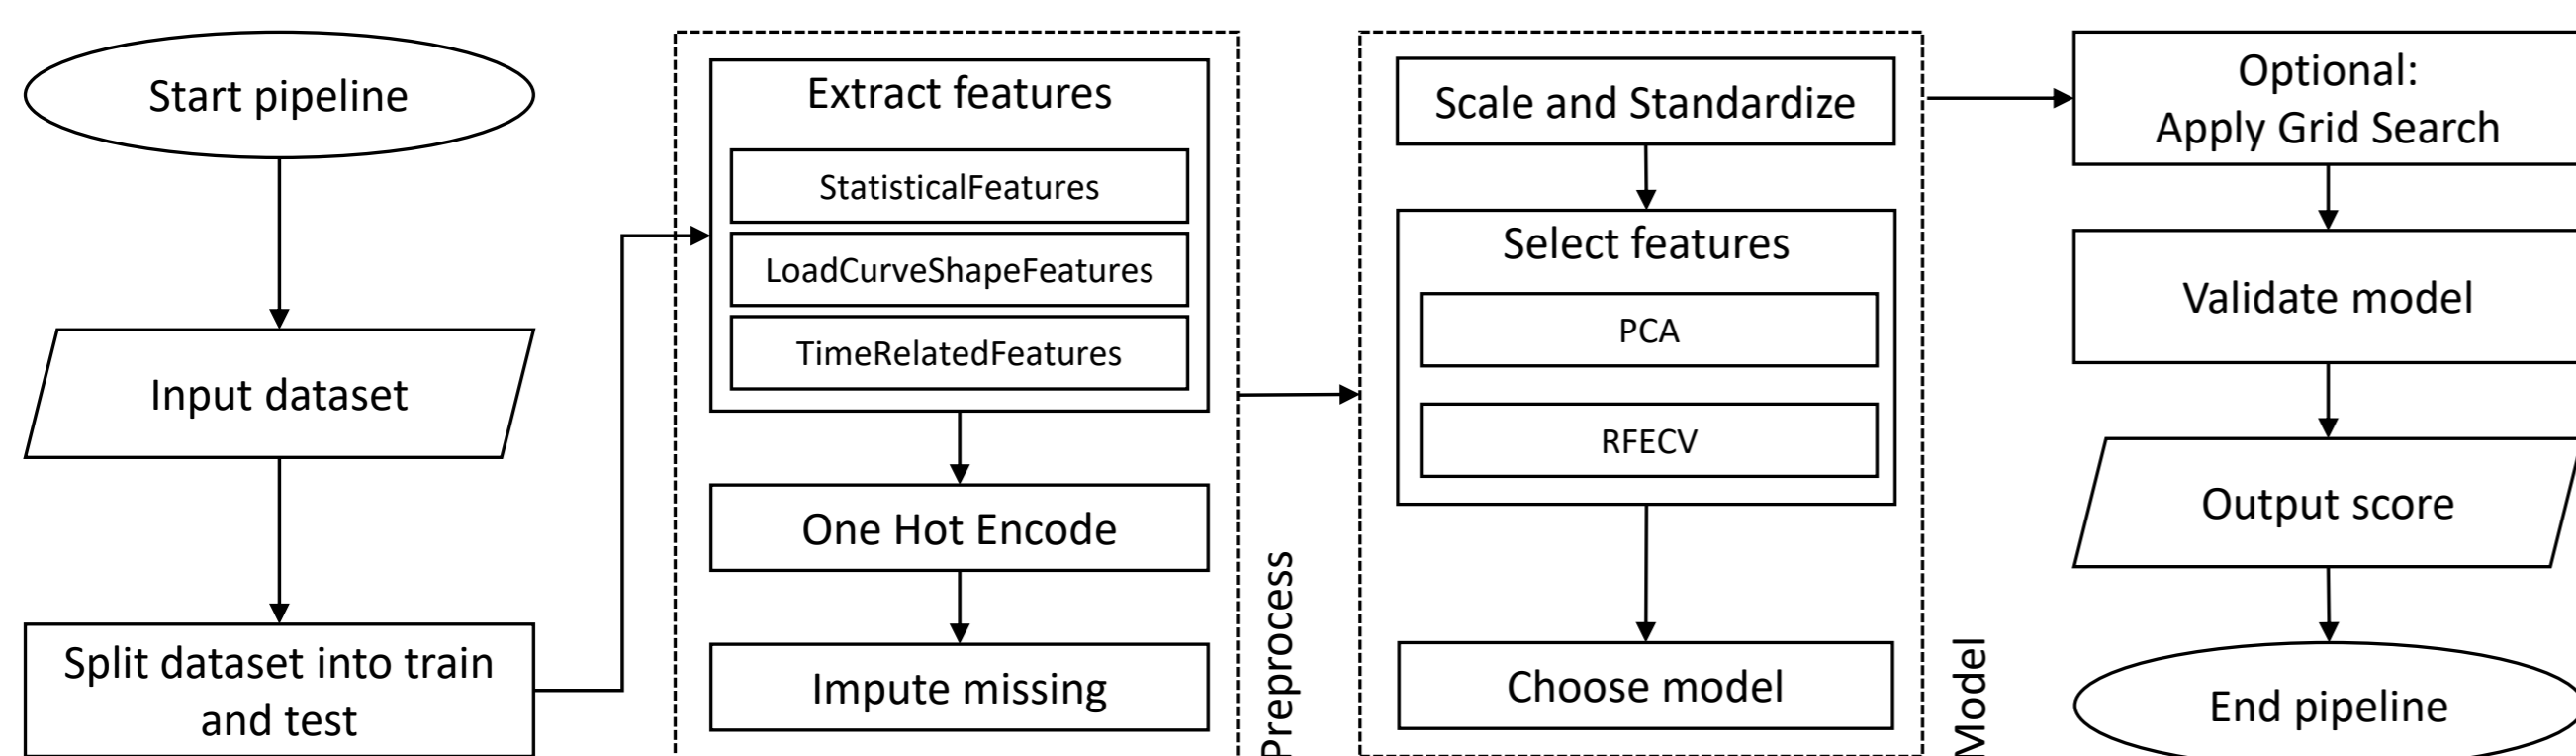 Start pipeline
Input dataset
Split dataset into train
and test
Extract features
StatisticalFeatures
LoadCurveShapeFeatures
TimeRelatedFeatures
One Hot Encode
Impute missing
Preprocess
Scale and Standardize
Select features
PCA
RFECV
Choose model
Model
Optional:
Apply Grid Search
Validate model
Output score
End pipeline